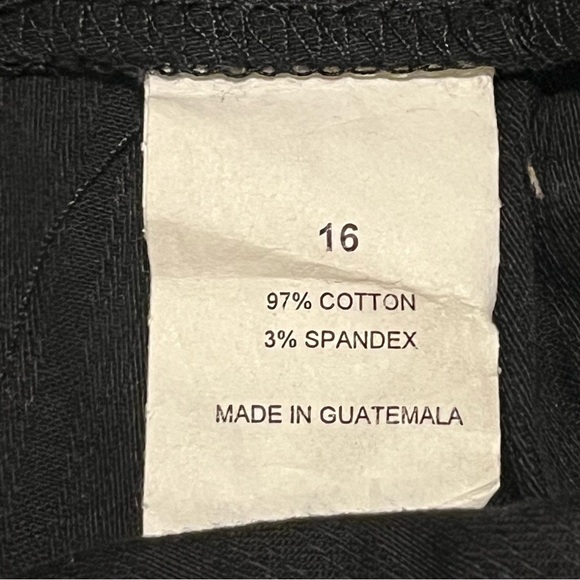 16
97% COTTON
3% SPANDEX
MADE IN GUATEMALA